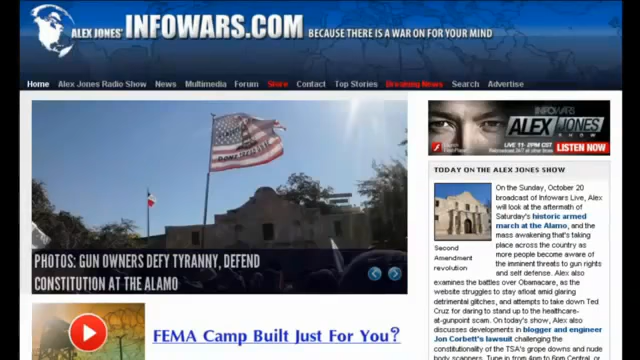 ALEX JONES' INFOWARS.COM BECAUSE THERE IS A WAR ON FOR YOUR MIND
Home Alex Jones Radio Show News Multimedia Forum Store Contact Top Stories Breaking News Search Advertise
PHOTOS: GUN OWNERS DEFY TYRANNY, DEFEND
CONSTITUTION AT THE ALAMO
FEMA Camp Built Just For You?
INFOWARS
ALEX JONES
SHOW
LIVE 11-2PM CST
LISTEN NOW
TODAY ON THE ALEX JONES SHOW
Second
Amendment
revolution
On the Sunday, October 20
broadcast of Infowars Live, Alex
will look at the aftermath of
Saturday's historic armed
march at the Alamo, and the
mass awakening that's taking
place across the country as
more people become aware of
the imminent threats to gun rights
and self defense. Alex also
examines the battles over Obamacare, as
the website struggles to stay afloat amid glaring
detrimental glitches, and attempts to take down Ted
Cruz for daring to stand up to the healthcare-
at-gunpoint scam. On today's show, Alex also
discusses developments in blogger and engineer
Jon Corbett's lawsuit challenging the
constitutionality of the TSA's grope downs and nude
body scanners. Tune in from 4pm to 6pm Central, or